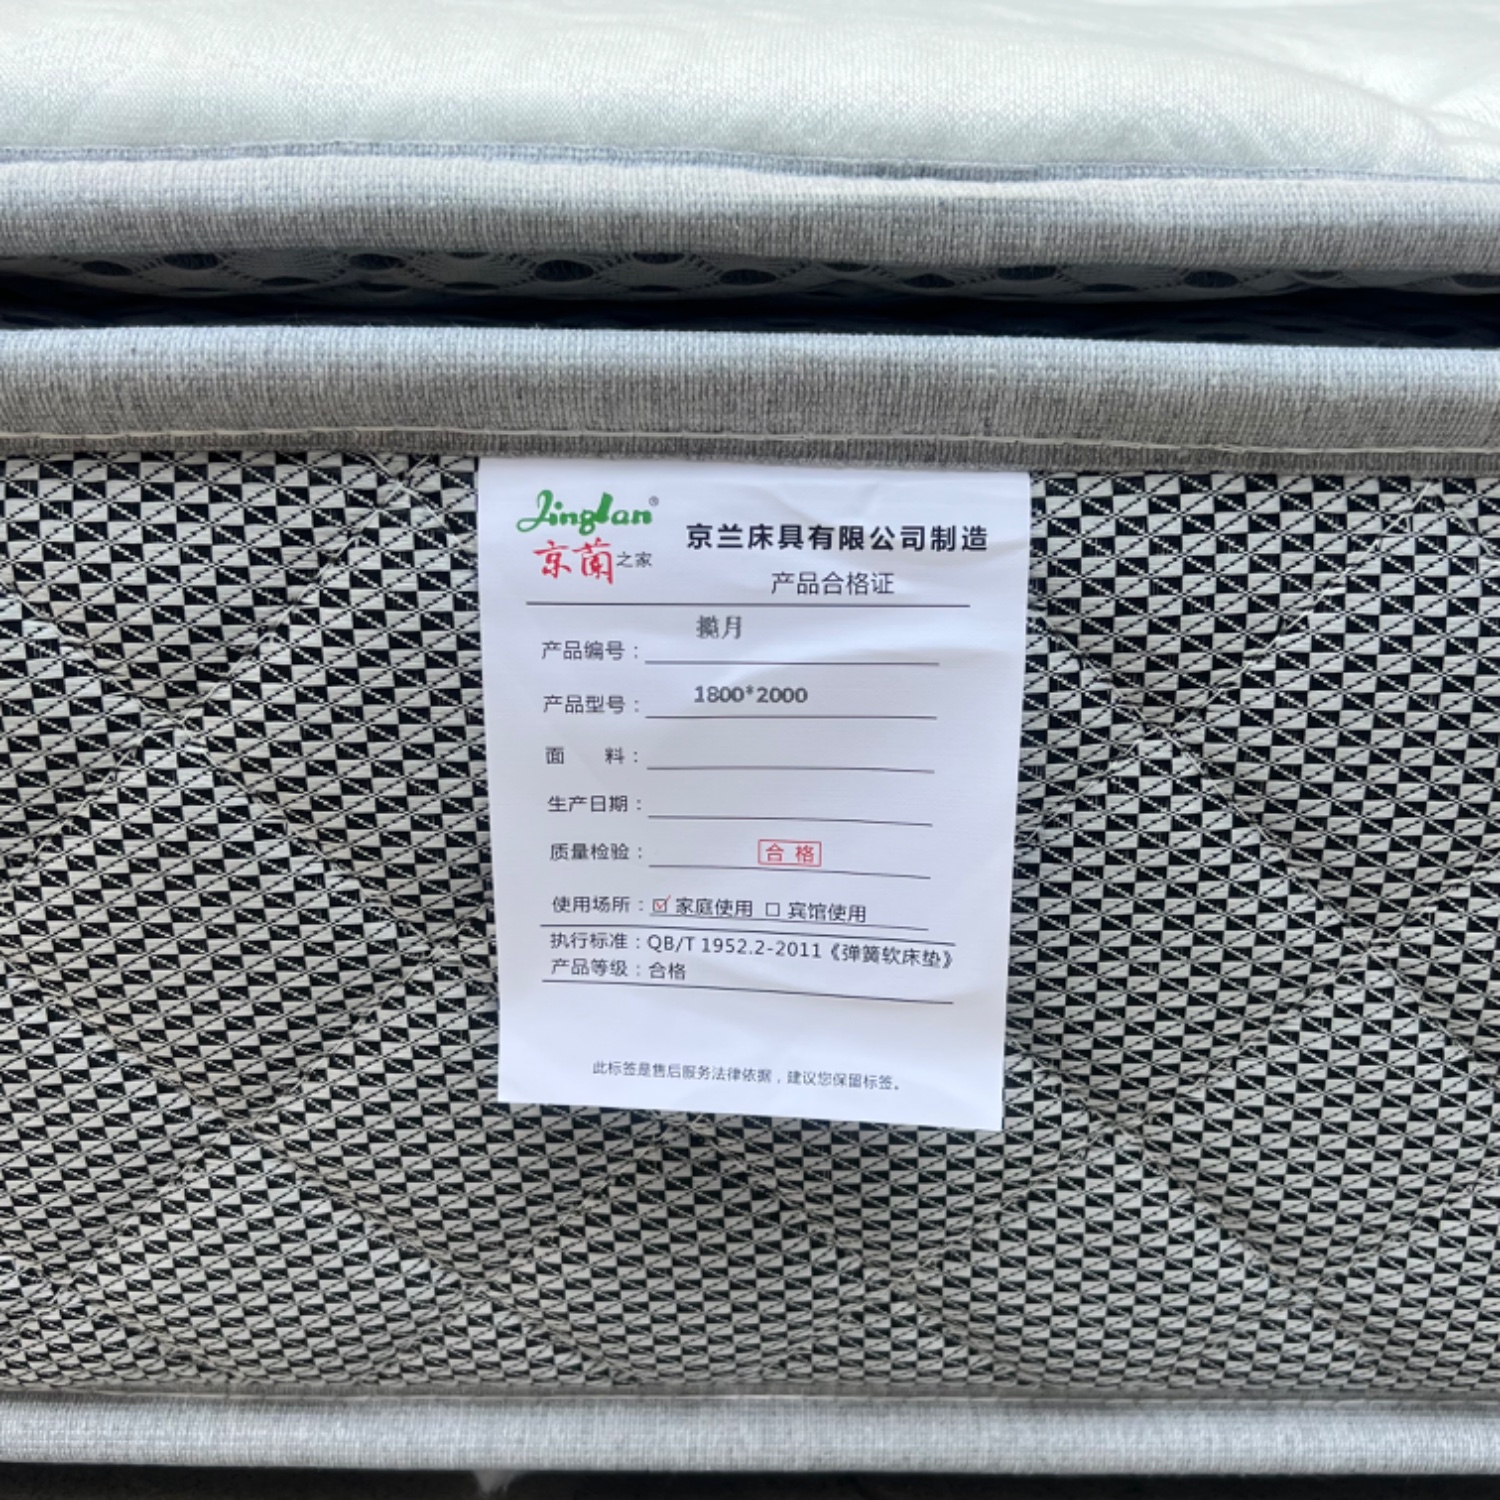 Jinglan®
京蘭之家
京兰床具有限公司制造
产品合格证
产品编号：揽月
产品型号：1800*2000
面 料：
生产日期：
质量检验：合格
使用场所：☑家庭使用 □宾馆使用
执行标准：QB/T 1952.2-2011《弹簧软床垫》
产品等级：合格
此标签是售后服务法律依据，建议您保留标签。